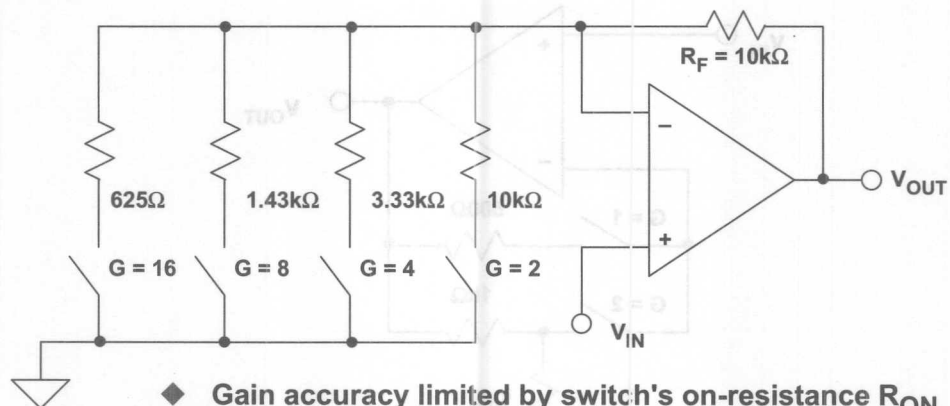 R_F = 10kΩ
−
V_OUT
625Ω
1.43kΩ
3.33kΩ
10kΩ
+
G = 16
G = 8
G = 4
G = 2
V_IN
◆ Gain accuracy limited by switch's on-resistance R_ON